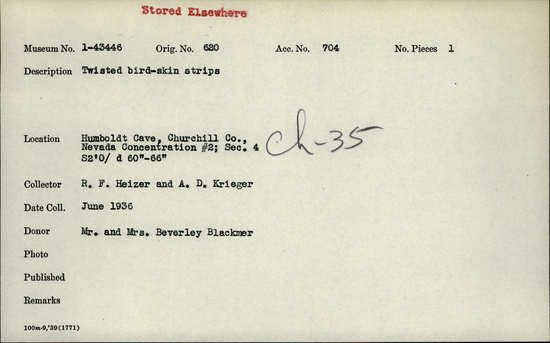 Stored Elsewhere
Museum No. 1-43446 Orig. No. 620 Acc. No. 704 No. Pieces 1
Description Twisted bird-skin strips
Location Humboldt Cave, Churchill Co.,
Nevada Concentration #2; Sec. 4
S2'0/ d 60"-66"
Ch-35
Collector R. F. Heizer and A. D. Krieger
Date Coll. June 1936
Donor Mr. and Mrs. Beverley Blackmer
Photo
Published
Remarks
100m-9,'39(1771)